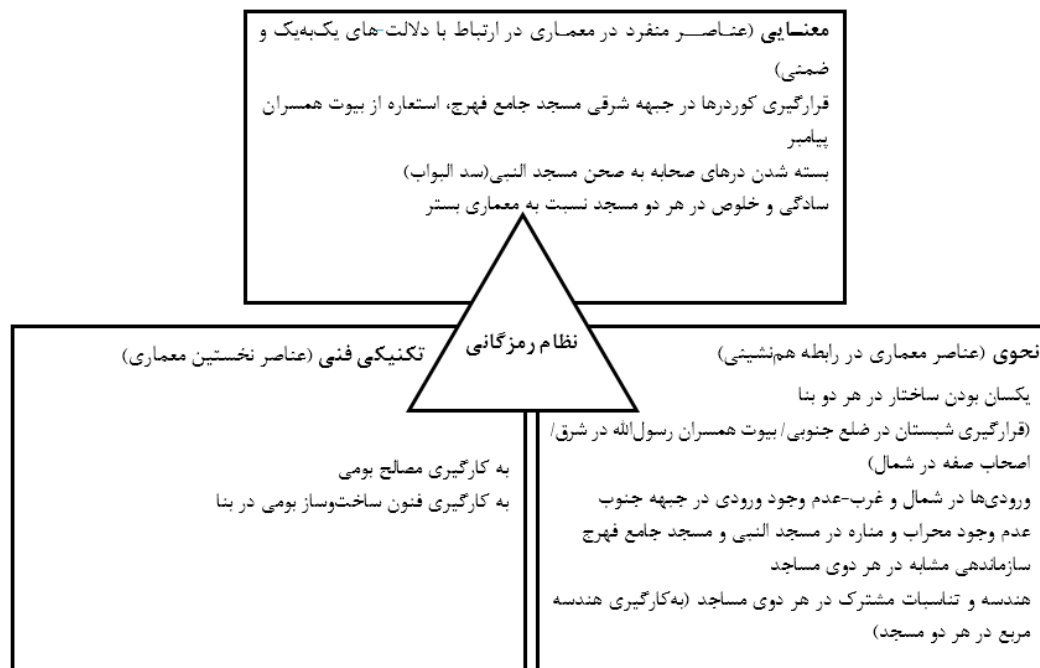 معنایی (عناصر منفرد در معماری در ارتباط با دلالت-های یک‌به‌یک و
ضمنی)
قرارگیری کوردرها در جبهه شرقی مسجد جامع فهرج، استعاره از بیوت همسران
پیامبر
بسته شدن درهای صحابه به صحن مسجد النبی(سد البواب)
سادگی و خلوص در هر دو مسجد نسبت به معماری بستر
نظام رمزگانی
نحوی (عناصر معماری در رابطه هم‌نشینی)
یکسان بودن ساختار در هر دو بنا
(قرارگیری شبستان در ضلع جنوبی/ بیوت همسران رسول‌الله در شرق/
اصحاب صفه در شمال)
ورودی‌ها در شمال و غرب-عدم وجود ورودی در جبهه جنوب
عدم وجود محراب و مناره در مسجد النبی و مسجد جامع فهرج
سازماندهی مشابه در هر دوی مساجد
هندسه و تناسبات مشترک در هر دوی مساجد (به‌کارگیری هندسه
مربع در هر دو مسجد)
تکنیکی فنی (عناصر نخستین معماری)
به کارگیری مصالح بومی
به کارگیری فنون ساخت‌وساز بومی در بنا